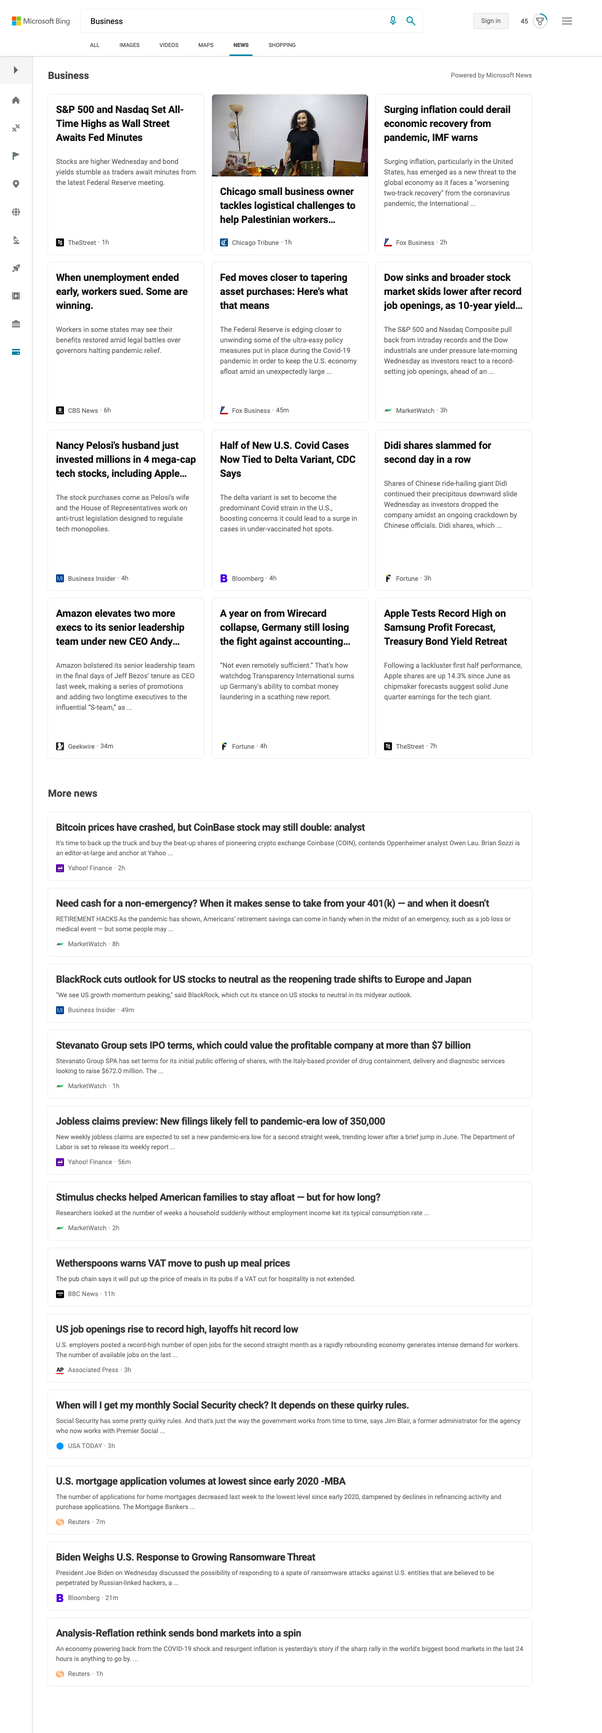 Microsoft Bing
Business
Sign in
45
ALL IMAGES VIDEOS MAPS NEWS SHOPPING
Business
Powered by Microsoft News
S&P 500 and Nasdaq Set All-
Time Highs as Wall Street
Awaits Fed Minutes
Stocks are higher Wednesday and bond
yields stumble as traders await minutes from
the latest Federal Reserve meeting.
TheStreet · 1h
Chicago small business owner
tackles logistical challenges to
help Palestinian workers...
Chicago Tribune · 1h
Surging inflation could derail
economic recovery from
pandemic, IMF warns
Surging inflation, particularly in the United
States, has emerged as a new threat to the
global economy as it faces a "worsening
two-track recovery" from the coronavirus
pandemic, the International ...
Fox Business · 2h
When unemployment ended
early, workers sued. Some are
winning.
Workers in some states may see their
benefits restored amid legal battles over
governors halting pandemic relief.
CBS News · 6h
Fed moves closer to tapering
asset purchases: Here's what
that means
The Federal Reserve is edging closer to
unwinding some of the ultra-easy policy
measures put in place during the Covid-19
pandemic in order to keep the U.S. economy
afloat amid an unexpectedly large ...
Fox Business · 45m
Dow sinks and broader stock
market skids lower after record
job openings, as 10-year yield...
The S&P 500 and Nasdaq Composite pull
back from intraday records and the Dow
industrials are under pressure late-morning
Wednesday as investors react to a record-
setting job openings, ahead of an ...
MarketWatch · 3h
Nancy Pelosi's husband just
invested millions in 4 mega-cap
tech stocks, including Apple...
The stock purchases come as Pelosi's wife
and the House of Representatives work on
anti-trust legislation designed to regulate
tech monopolies.
Business Insider · 4h
Half of New U.S. Covid Cases
Now Tied to Delta Variant, CDC
Says
The delta variant is set to become the
predominant Covid strain in the U.S.,
boosting concerns it could lead to a surge in
cases in under-vaccinated hot spots.
Bloomberg · 4h
Didi shares slammed for
second day in a row
Shares of Chinese ride-hailing giant Didi
continued their precipitous downward slide
Wednesday as investors dropped the
company amidst an ongoing crackdown by
Chinese officials. Didi shares, which ...
Fortune · 3h
Amazon elevates two more
execs to its senior leadership
team under new CEO Andy...
Amazon bolstered its senior leadership team
in the final days of Jeff Bezos' tenure as CEO
last week, making a series of promotions
and adding two longtime executives to the
influential "S-team," as ...
Geekwire · 34m
A year on from Wirecard
collapse, Germany still losing
the fight against accounting...
"Not even remotely sufficient." That's how
watchdog Transparency International sums
up Germany's ability to combat money
laundering in a scathing new report.
Fortune · 4h
Apple Tests Record High on
Samsung Profit Forecast,
Treasury Bond Yield Retreat
Following a lackluster first half performance,
Apple shares are up 14.3% since June as
chipmaker forecasts suggest solid June
quarter earnings for the tech giant.
TheStreet · 7h
More news
Bitcoin prices have crashed, but CoinBase stock may still double: analyst
It's time to back up the truck and buy the beat-up shares of pioneering crypto exchange Coinbase (COIN), contends Oppenheimer analyst Owen Lau. Brian Sozzi is
an editor-at-large and anchor at Yahoo ...
Yahoo! Finance · 2h
Need cash for a non-emergency? When it makes sense to take from your 401(k) — and when it doesn't
RETIREMENT HACKS As the pandemic has shown, Americans' retirement savings can come in handy when in the midst of an emergency, such as a job loss or
medical event — but some people may ...
MarketWatch · 8h
BlackRock cuts outlook for US stocks to neutral as the reopening trade shifts to Europe and Japan
"We see US growth momentum peaking," said BlackRock, which cut its stance on US stocks to neutral in its midyear outlook.
Business Insider · 49m
Stevanato Group sets IPO terms, which could value the profitable company at more than $7 billion
Stevanato Group SPA has set terms for its initial public offering of shares, with the Italy-based provider of drug containment, delivery and diagnostic services
looking to raise $672.0 million. The ...
MarketWatch · 1h
Jobless claims preview: New filings likely fell to pandemic-era low of 350,000
New weekly jobless claims are expected to set a new pandemic-era low for a second straight week, trending lower after a brief jump in June. The Department of
Labor is set to release its weekly report ...
Yahoo! Finance · 56m
Stimulus checks helped American families to stay afloat — but for how long?
Researchers looked at the number of weeks a household suddenly without employment income ket its typical consumption rate ...
MarketWatch · 2h
Wetherspoons warns VAT move to push up meal prices
The pub chain says it will put up the price of meals in its pubs if a VAT cut for hospitality is not extended.
BBC News · 11h
US job openings rise to record high, layoffs hit record low
U.S. employers posted a record-high number of open jobs for the second straight month as a rapidly rebounding economy generates intense demand for workers.
The number of available jobs on the last ...
AP Associated Press · 3h
When will I get my monthly Social Security check? It depends on these quirky rules.
Social Security has some pretty quirky rules. And that's just the way the government works from time to time, says Jim Blair, a former administrator for the agency
who now works with Premier Social ...
USA TODAY · 3h
U.S. mortgage application volumes at lowest since early 2020 -MBA
The number of applications for home mortgages decreased last week to the lowest level since early 2020, dampened by declines in refinancing activity and
purchase applications. The Mortgage Bankers ...
Reuters · 7m
Biden Weighs U.S. Response to Growing Ransomware Threat
President Joe Biden on Wednesday discussed the possibility of responding to a spate of ransomware attacks against U.S. entities that are believed to be
perpetrated by Russian-linked hackers, a ...
Bloomberg · 21m
Analysis-Reflation rethink sends bond markets into a spin
An economy powering back from the COVID-19 shock and resurgent inflation is yesterday's story if the sharp rally in the world's biggest bond markets in the last 24
hours is anything to go by. ...
Reuters · 1h